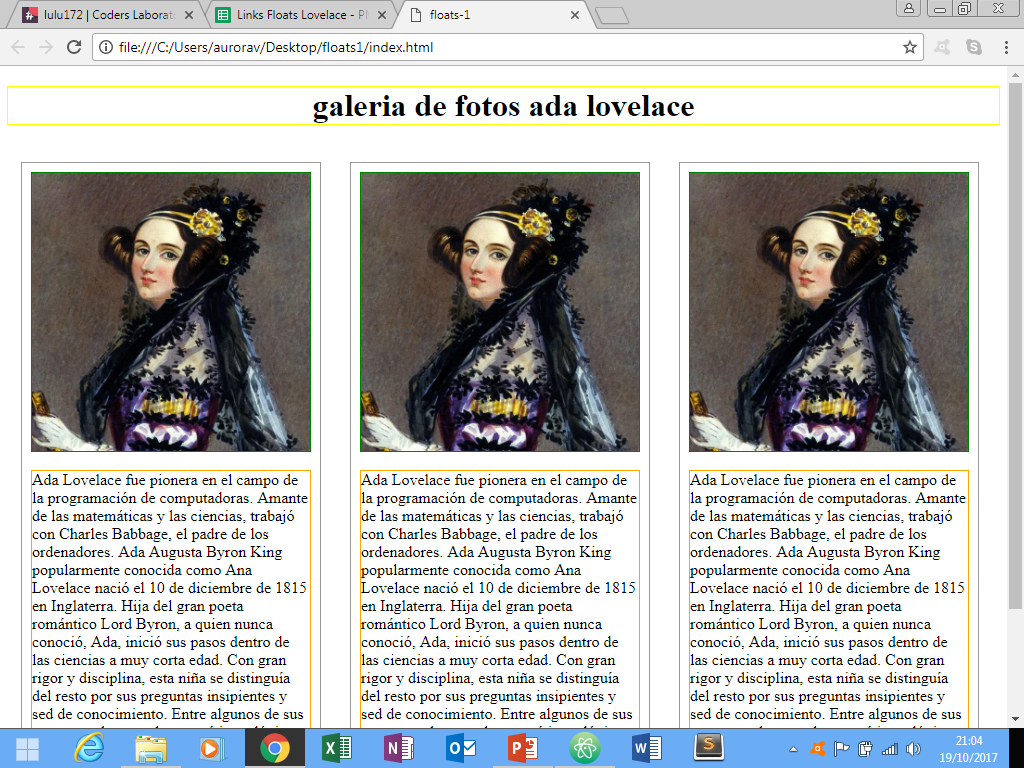 lulu172 | Coders Laborat
Links Floats Lovelace - P
floats-1
file:///C:/Users/aurorav/Desktop/floats1/index.html
galeria de fotos ada lovelace
Ada Lovelace fue pionera en el campo de
la programación de computadoras. Amante
de las matemáticas y las ciencias, trabajó
con Charles Babbage, el padre de los
ordenadores. Ada Augusta Byron King
popularmente conocida como Ana
Lovelace nació el 10 de diciembre de 1815
en Inglaterra. Hija del gran poeta
romántico Lord Byron, a quien nunca
conoció, Ada, inició sus pasos dentro de
las ciencias a muy corta edad. Con gran
rigor y disciplina, esta niña se distinguía
del resto por sus preguntas insipientes y
sed de conocimiento. Entre algunos de sus
Ada Lovelace fue pionera en el campo de
la programación de computadoras. Amante
de las matemáticas y las ciencias, trabajó
con Charles Babbage, el padre de los
ordenadores. Ada Augusta Byron King
popularmente conocida como Ana
Lovelace nació el 10 de diciembre de 1815
en Inglaterra. Hija del gran poeta
romántico Lord Byron, a quien nunca
conoció, Ada, inició sus pasos dentro de
las ciencias a muy corta edad. Con gran
rigor y disciplina, esta niña se distinguía
del resto por sus preguntas insipientes y
sed de conocimiento. Entre algunos de sus
Ada Lovelace fue pionera en el campo de
la programación de computadoras. Amante
de las matemáticas y las ciencias, trabajó
con Charles Babbage, el padre de los
ordenadores. Ada Augusta Byron King
popularmente conocida como Ana
Lovelace nació el 10 de diciembre de 1815
en Inglaterra. Hija del gran poeta
romántico Lord Byron, a quien nunca
conoció, Ada, inició sus pasos dentro de
las ciencias a muy corta edad. Con gran
rigor y disciplina, esta niña se distinguía
del resto por sus preguntas insipientes y
sed de conocimiento. Entre algunos de sus
21:04
19/10/2017